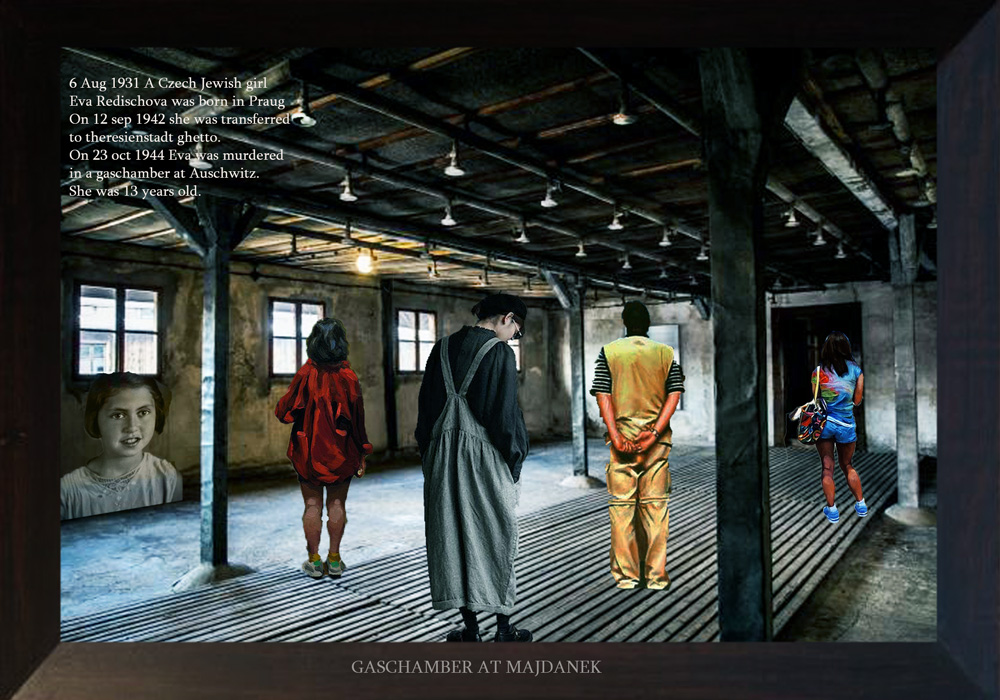 6 Aug 1931 A Czech Jewish girl
Eva Redischova was born in Praug
On 12 sep 1942 she was transferred
to theresienstadt ghetto.
On 23 oct 1944 Eva was murdered
in a gaschamber at Auschwitz.
She was 13 years old.
GASCHAMBER AT MAJDANEK